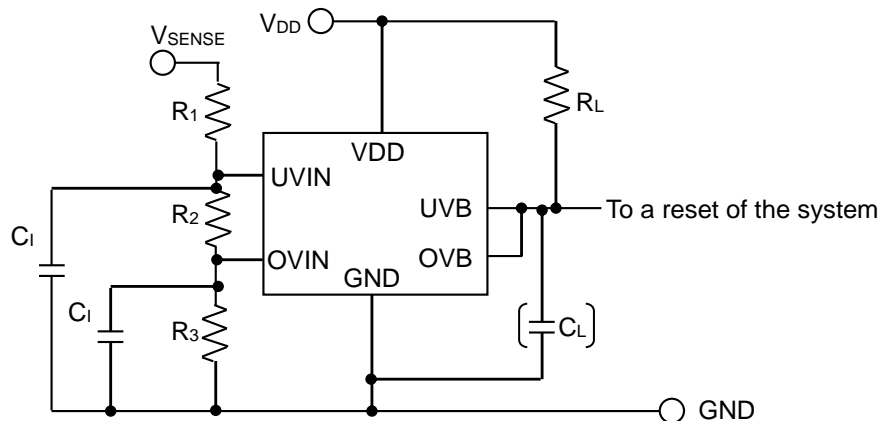 VDD
VSENSE
R1
RL
VDD
UVIN
R2
UVB
To a reset of the system
CI
OVIN
OVB
GND
CI
R3
CL
GND